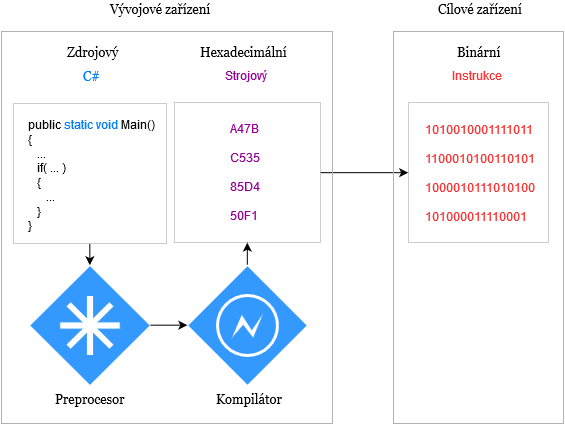 Vývojové zařízení
Cílové zařízení
Zdrojový
C#
Hexadecimální
Strojový
Binární
Instrukce
public static void Main()
{
...
if( ... )
{
...
}
}
A47B
C535
85D4
50F1
1010010001111011
1100010100110101
1000010111010100
101000011110001
Preprocesor
Kompilátor